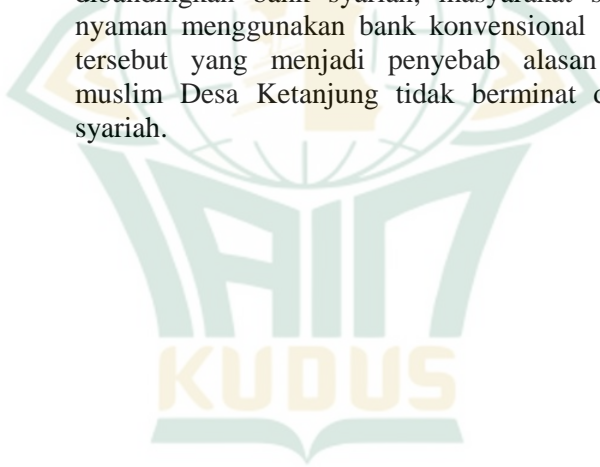 dibandingkan bank syariah, masyarakat s
nyaman menggunakan bank konvensional
tersebut yang menjadi penyebab alasan
muslim Desa Ketanjung tidak berminat d
syariah.
IAIN
KUDUS